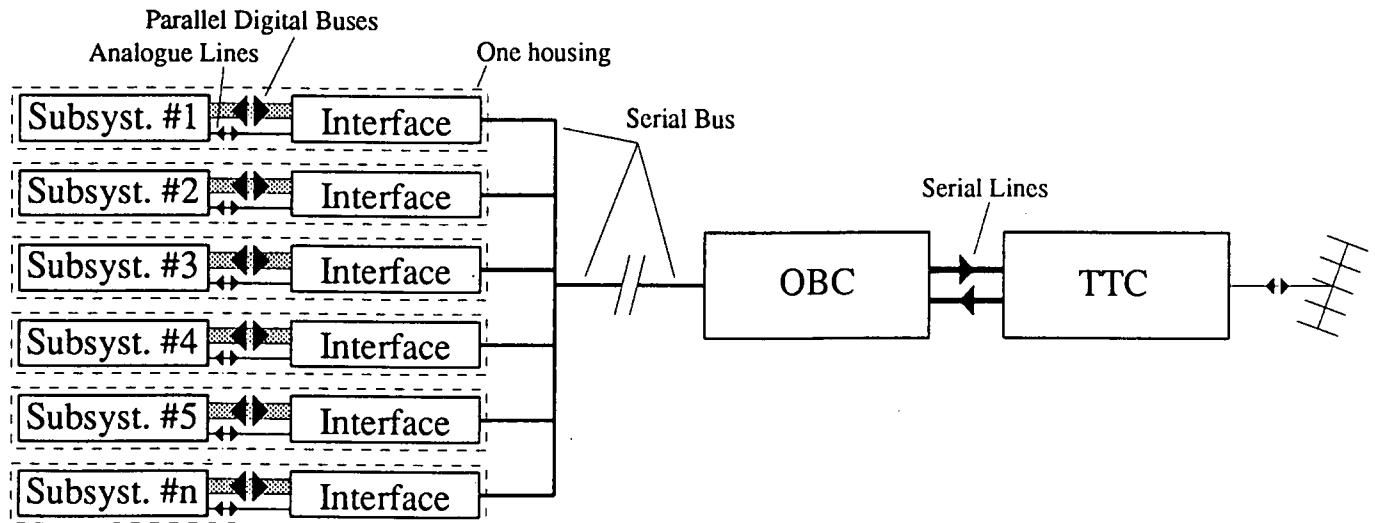 Parallel Digital Buses
Analogue Lines
One housing
Subsyst. #1
Interface
Serial Bus
Subsyst. #2
Interface
Serial Lines
Subsyst. #3
Interface
OBC
TTC
Subsyst. #4
Interface
Subsyst. #5
Interface
Subsyst. #n
Interface